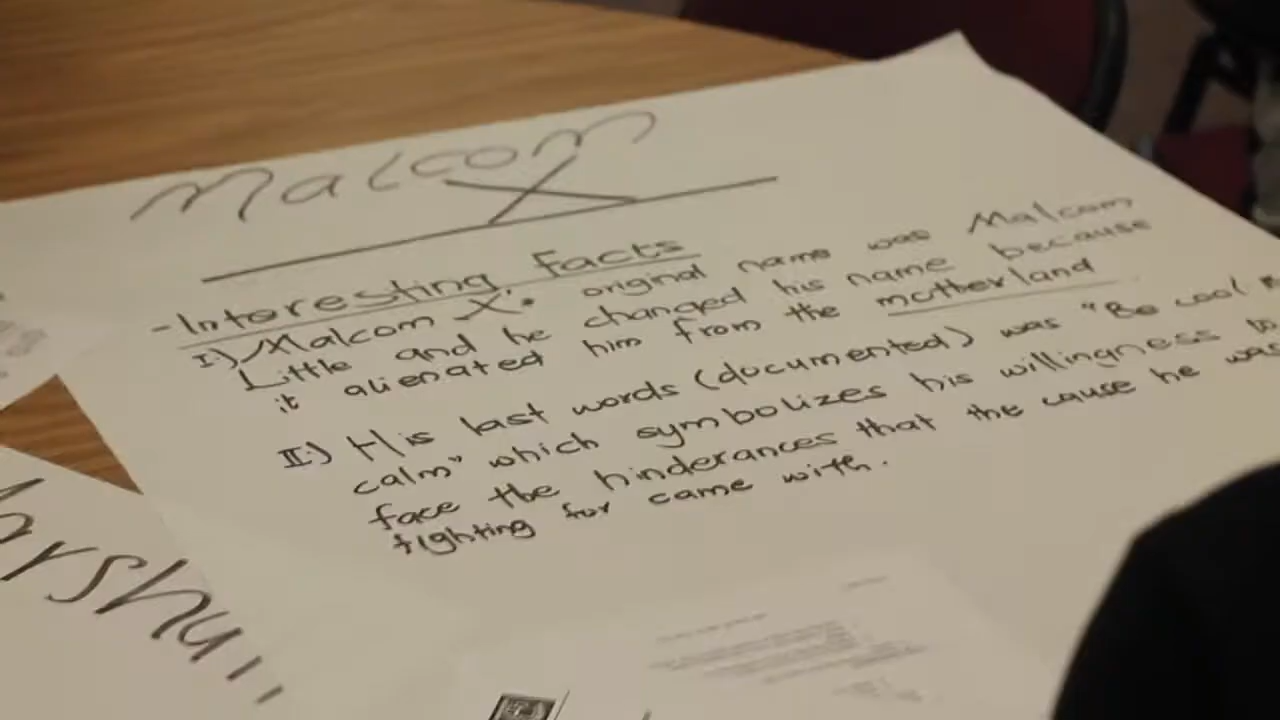 Malcom
X
- Interesting Facts
I.) Malcom X's original name was Malcom
Little and he changed his name because
it alienated him from the motherland
II.) His last words (documented) was "Be cool
calm" which symbolizes his willingness to
face the hinderances that the cause he was
fighting for came with.
arshall